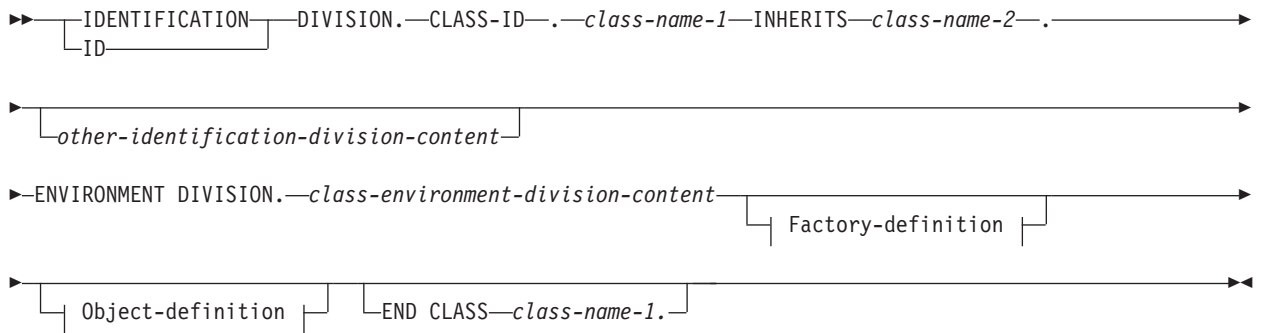 IDENTIFICATION DIVISION. CLASS-ID . class-name-1 INHERITS class-name-2 .
ID
other-identification-division-content
ENVIRONMENT DIVISION. class-environment-division-content
Factory-definition
Object-definition END CLASS class-name-1.